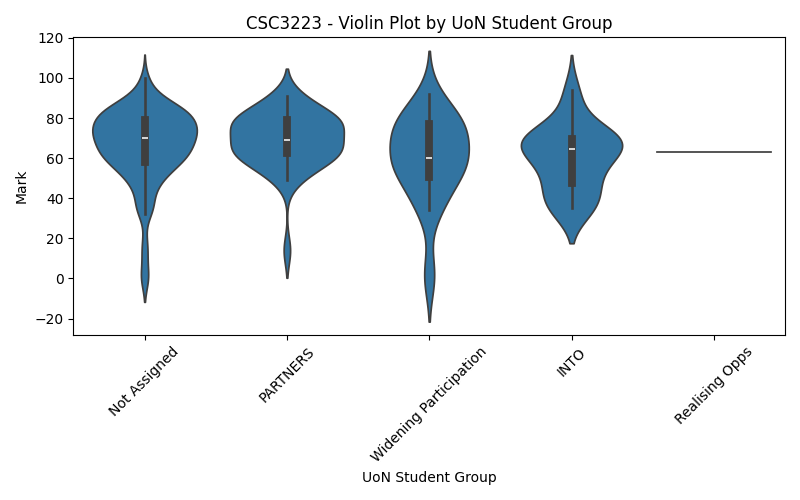 CSC3223 - Violin Plot by UoN Student Group
Mark
120
100
80
60
40
20
0
−20
Not Assigned
PARTNERS
Widening Participation
INTO
Realising Opps
UoN Student Group